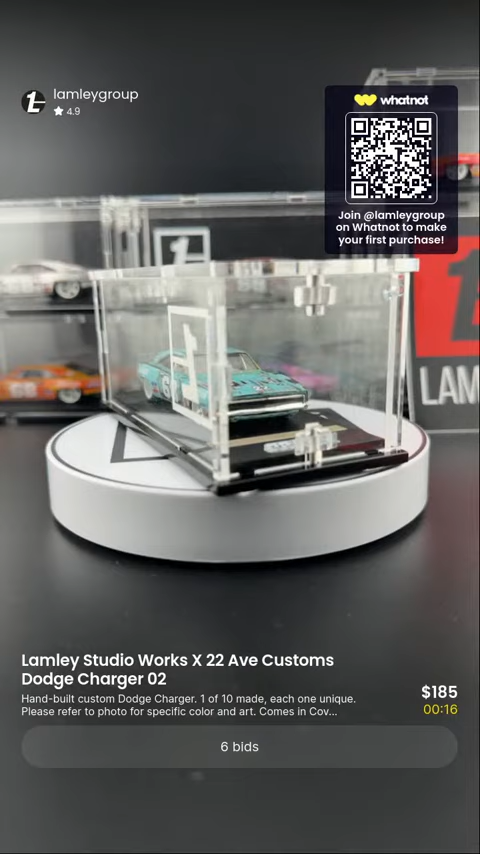 lamleygroup
4.9
whatnot
Join @lamleygroup
on Whatnot to make
your first purchase!
LAM
Lamley Studio Works X 22 Ave Customs
Dodge Charger 02
Hand-built custom Dodge Charger. 1 of 10 made, each one unique.
Please refer to photo for specific color and art. Comes in Cov...
$185
00:16
6 bids